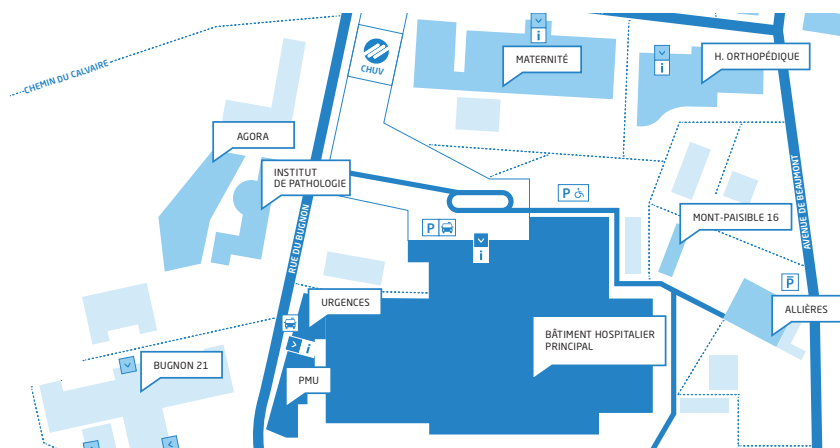 CHEMIN DU CALVAIRE
CHUV
i
MATERNITÉ
i
H. ORTHOPÉDIQUE
AGORA
INSTITUT
DE PATHOLOGIE
P
MONT-PAISIBLE 16
AVENUE DE BEAUMONT
RUE DU BUGNON
P
i
P
URGENCES
ALLIÈRES
BÂTIMENT HOSPITALIER
PRINCIPAL
i
BUGNON 21
PMU